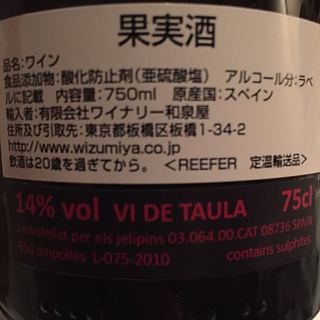 果実酒
品名:ワイン
食品添加物:酸化防止剤(亜硫酸塩) アルコール分:ラベ
ルに記載 内容量:750ml 原産国:スペイン
輸入者:有限会社ワイナリー和泉屋
住所及び引取先:東京都板橋区板橋1-34-2
http://www.wizumiya.co.jp
飲酒は20歳を過ぎてから。 <REEFER 定温輸送品>
14% vol VI DE TAULA 75cl
Embotellat per els jelipins 03.064.00.CAT 08736 SPAIN
650 ampolles L-075-2010 contains sulphites